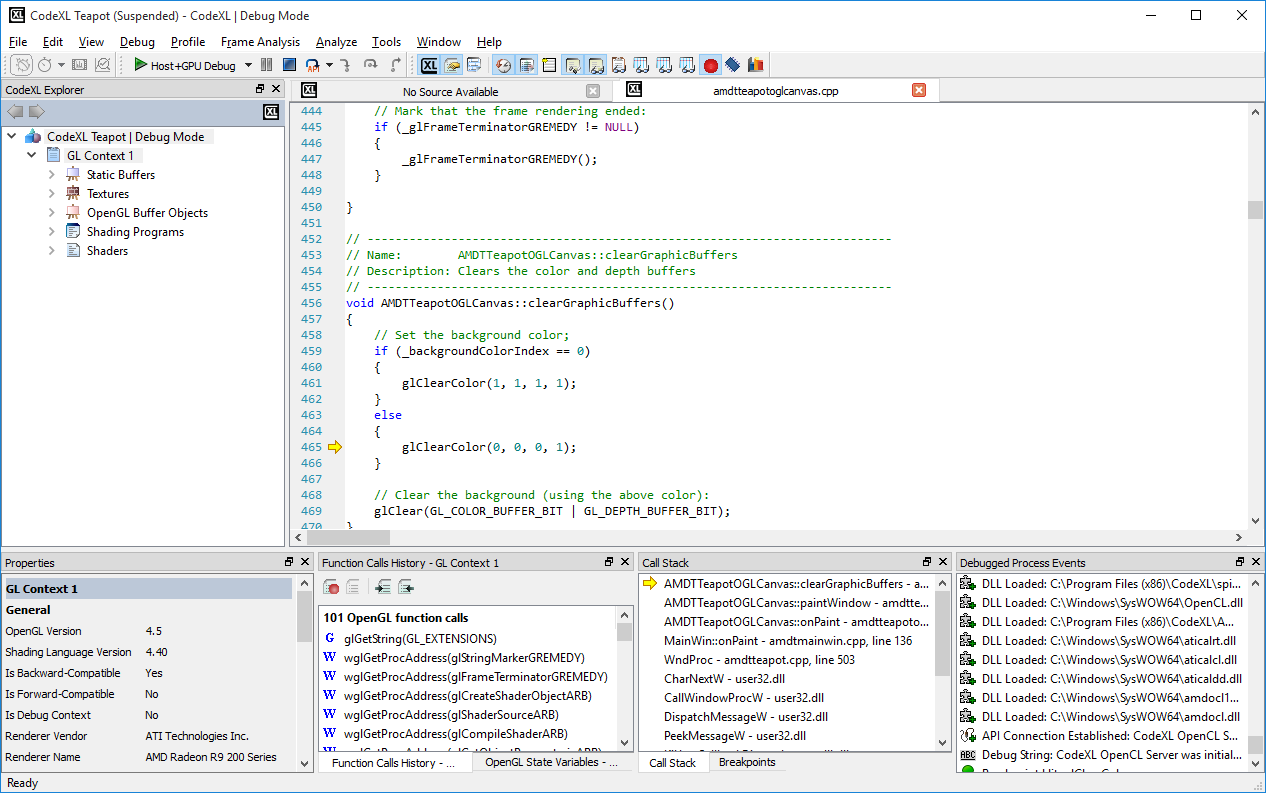 CodeXL Teapot (Suspended) - CodeXL | Debug Mode
File Edit View Debug Profile Frame Analysis Analyze Tools Window Help
Host+GPU Debug
CodeXL Explorer
No Source Available
amdtteapotoglcanvas.cpp
CodeXL Teapot | Debug Mode
GL Context 1
Static Buffers
Textures
OpenGL Buffer Objects
Shading Programs
Shaders
444 // Mark that the frame rendering ended:
445 if (_glFrameTerminatorGREMEDY != NULL)
446 {
447 _glFrameTerminatorGREMEDY();
448 }
449
450 }
451
452 // ---------------------------------------------------------------------------
453 // Name: AMDTTeapotOGLCanvas::clearGraphicBuffers
454 // Description: Clears the color and depth buffers
455 // ---------------------------------------------------------------------------
456 void AMDTTeapotOGLCanvas::clearGraphicBuffers()
457 {
458 // Set the background color;
459 if (_backgroundColorIndex == 0)
460 {
461 glClearColor(1, 1, 1, 1);
462 }
463 else
464 {
465 glClearColor(0, 0, 0, 1);
466 }
467
468 // Clear the background (using the above color):
469 glClear(GL_COLOR_BUFFER_BIT | GL_DEPTH_BUFFER_BIT);
470 }
Properties
GL Context 1
General
OpenGL Version 4.5
Shading Language Version 4.40
Is Backward-Compatible Yes
Is Forward-Compatible No
Is Debug Context No
Renderer Vendor ATI Technologies Inc.
Renderer Name AMD Radeon R9 200 Series
Function Calls History - GL Context 1
101 OpenGL function calls
G glGetString(GL_EXTENSIONS)
W wglGetProcAddress(glStringMarkerGREMEDY)
W wglGetProcAddress(glFrameTerminatorGREMEDY)
W wglGetProcAddress(glCreateShaderObjectARB)
W wglGetProcAddress(glShaderSourceARB)
W wglGetProcAddress(glCompileShaderARB)
Function Calls History - ...
OpenGL State Variables - ...
Call Stack
AMDTTeapotOGLCanvas::clearGraphicBuffers - a...
AMDTTeapotOGLCanvas::paintWindow - amdtte...
AMDTTeapotOGLCanvas::onPaint - amdtteapoto...
MainWin::onPaint - amdtmainwin.cpp, line 136
WndProc - amdtteapot.cpp, line 503
CharNextW - user32.dll
CallWindowProcW - user32.dll
DispatchMessageW - user32.dll
PeekMessageW - user32.dll
Call Stack
Breakpoints
Debugged Process Events
DLL Loaded: C:\Program Files (x86)\CodeXL\spi...
DLL Loaded: C:\Windows\SysWOW64\OpenCL.dll
DLL Loaded: C:\Program Files (x86)\CodeXL\A...
DLL Loaded: C:\Windows\SysWOW64\aticalrt.dll
DLL Loaded: C:\Windows\SysWOW64\aticalcl.dll
DLL Loaded: C:\Windows\SysWOW64\aticaldd.dll
DLL Loaded: C:\Windows\SysWOW64\amdocl1...
DLL Loaded: C:\Windows\SysWOW64\amdocl.dll
API Connection Established: CodeXL OpenCL S...
ABC Debug String: CodeXL OpenCL Server was initial...
Ready